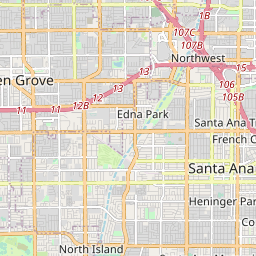 107C
1B
107B
Northwest
13
15
en Grove
13
106
12
105B
11
11
12B
Edna Park
Santa Ana T
French C
Santa Ana
Heninger Par
Co
North Island